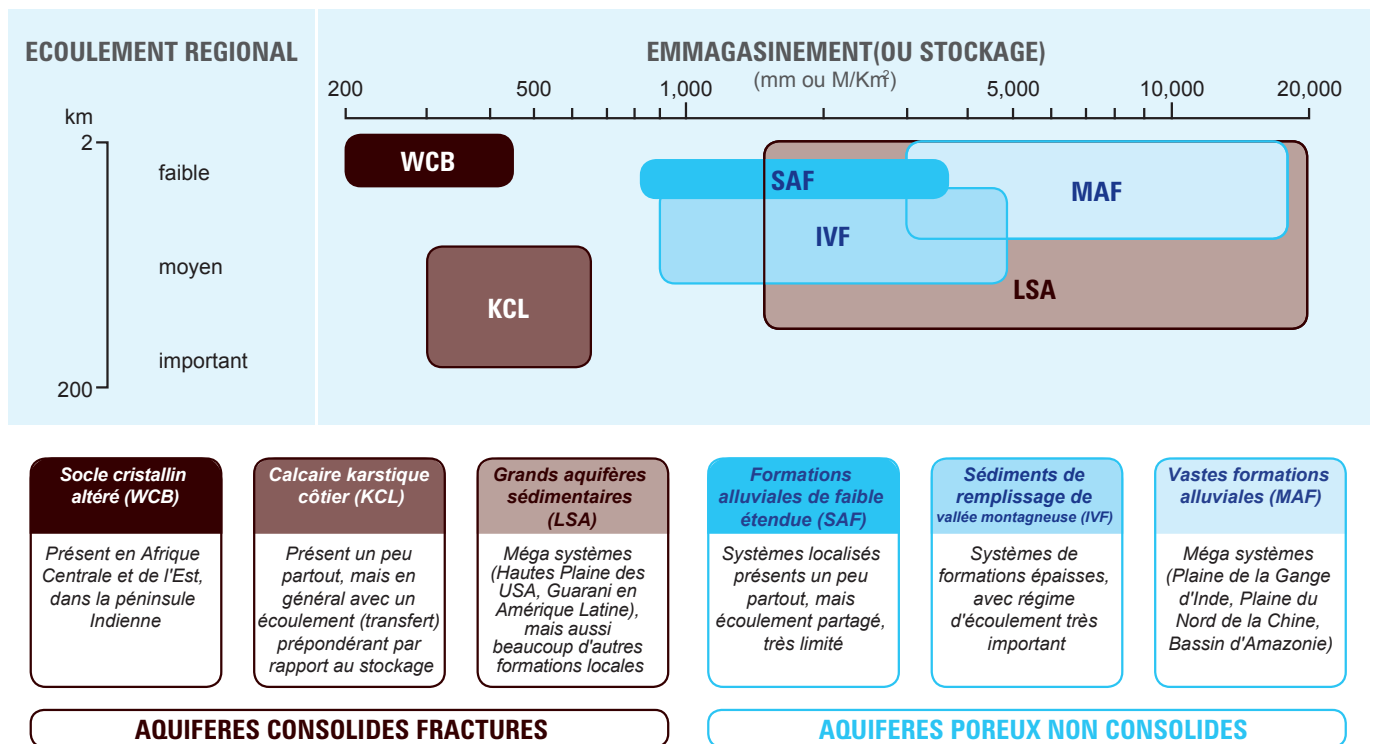 ECOULEMENT REGIONAL
EMMAGASINEMENT(OU STOCKAGE)
(mm ou M/Km²)
200 500 1,000 5,000 10,000 20,000
km
2
faible
moyen
important
200
WCB
SAF
MAF
IVF
KCL
LSA
Socle cristallin
altéré (WCB)
Présent en Afrique
Centrale et de l'Est,
dans la péninsule
Indienne
Calcaire karstique
côtier (KCL)
Présent un peu
partout, mais en
général avec un
écoulement (transfert)
prépondérant par
rapport au stockage
Grands aquifères
sédimentaires
(LSA)
Méga systèmes
(Hautes Plaine des
USA, Guarani en
Amérique Latine),
mais aussi
beaucoup d'autres
formations locales
Formations
alluviales de faible
étendue (SAF)
Systèmes localisés
présents un peu
partout, mais
écoulement partagé,
très limité
Sédiments de
remplissage de
vallée montagneuse (IVF)
Systèmes de
formations épaisses,
avec régime
d'écoulement très
important
Vastes formations
alluviales (MAF)
Méga systèmes
(Plaine de la Gange
d'Inde, Plaine du
Nord de la Chine,
Bassin d'Amazonie)
AQUIFERES CONSOLIDES FRACTURES
AQUIFERES POREUX NON CONSOLIDES